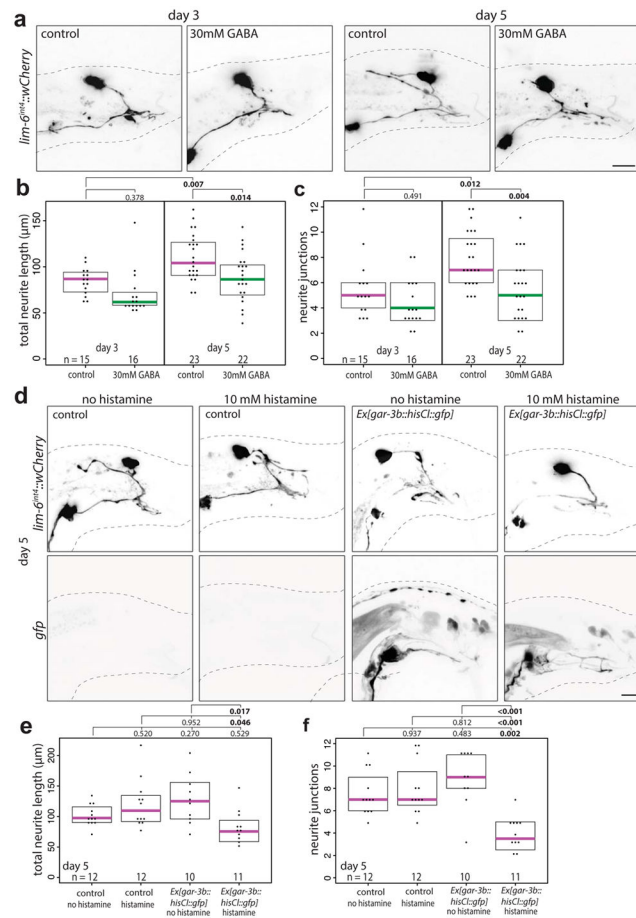 a
day 3
day 5
control
30mM GABA
control
30mM GABA
lim-6int4::wCherry
b
0.007
0.378
0.014
c
0.012
0.491
0.004
total neurite length (µm)
150
100
50
0
day 3
day 5
n = 15
16
23
22
control
30mM GABA
control
30mM GABA
neurite junctions
12
10
8
6
4
2
0
day 3
day 5
n = 15
16
23
22
control
30mM GABA
control
30mM GABA
d
no histamine
10 mM histamine
no histamine
10 mM histamine
control
control
Ex[gar-3b::hisCl::gfp]
Ex[gar-3b::hisCl::gfp]
lim-6int4::wCherry
day 5
gfp
e
0.017
0.952
0.046
0.520
0.270
0.529
f
<0.001
0.812
<0.001
0.937
0.483
0.002
total neurite length (µm)
200
150
100
50
0
day 5
n = 12
12
10
11
control
no histamine
control
histamine
Ex[gar-3b::
hisCl::gfp]
no histamine
Ex[gar-3b::
hisCl::gfp]
histamine
neurite junctions
12
10
8
6
4
2
0
day 5
n = 12
12
10
11
control
no histamine
control
histamine
Ex[gar-3b::
hisCl::gfp]
no histamine
Ex[gar-3b::
hisCl::gfp]
histamine